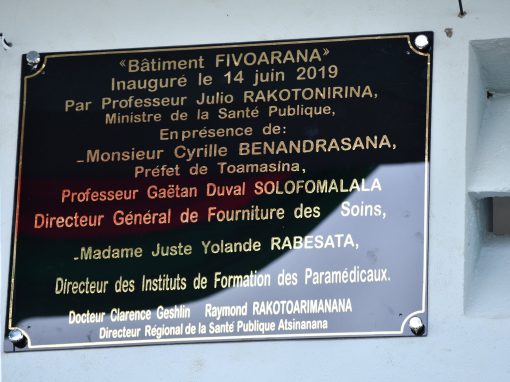 «Bâtiment FIVOARANA»
Inauguré le 14 juin 2019
Par Professeur Julio RAKOTONIRINA,
Ministre de la Santé Publique,
En présence de:
-Monsieur Cyrille BENANDRASANA,
Préfet de Toamasina,
Professeur Gaëtan Duval SOLOFOMALALA
Directeur Général de Fourniture des Soins,
-Madame Juste Yolande RABESATA,
Directeur des Instituts de Formation des Paramédicaux.
Docteur Clarence Geshlin Raymond RAKOTOARIMANANA
Directeur Régional de la Santé Publique Atsinanana